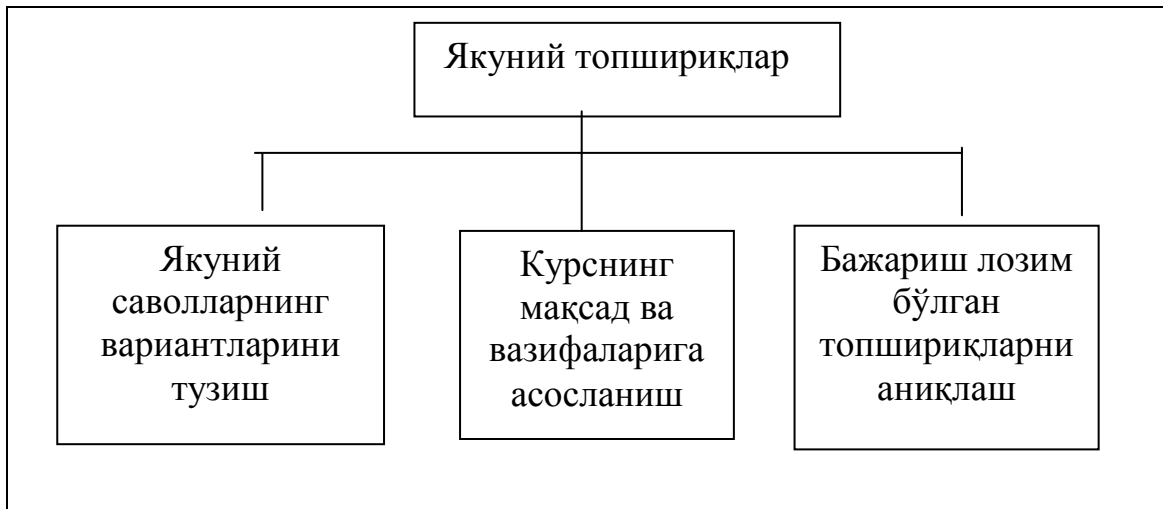 Якуний топшириқлар
Якуний
саволларнинг
вариантларини
тузиш
Курснинг
мақсад ва
вазифаларига
асосланиш
Бажариш лозим
бўлган
топшириқларни
аниқлаш